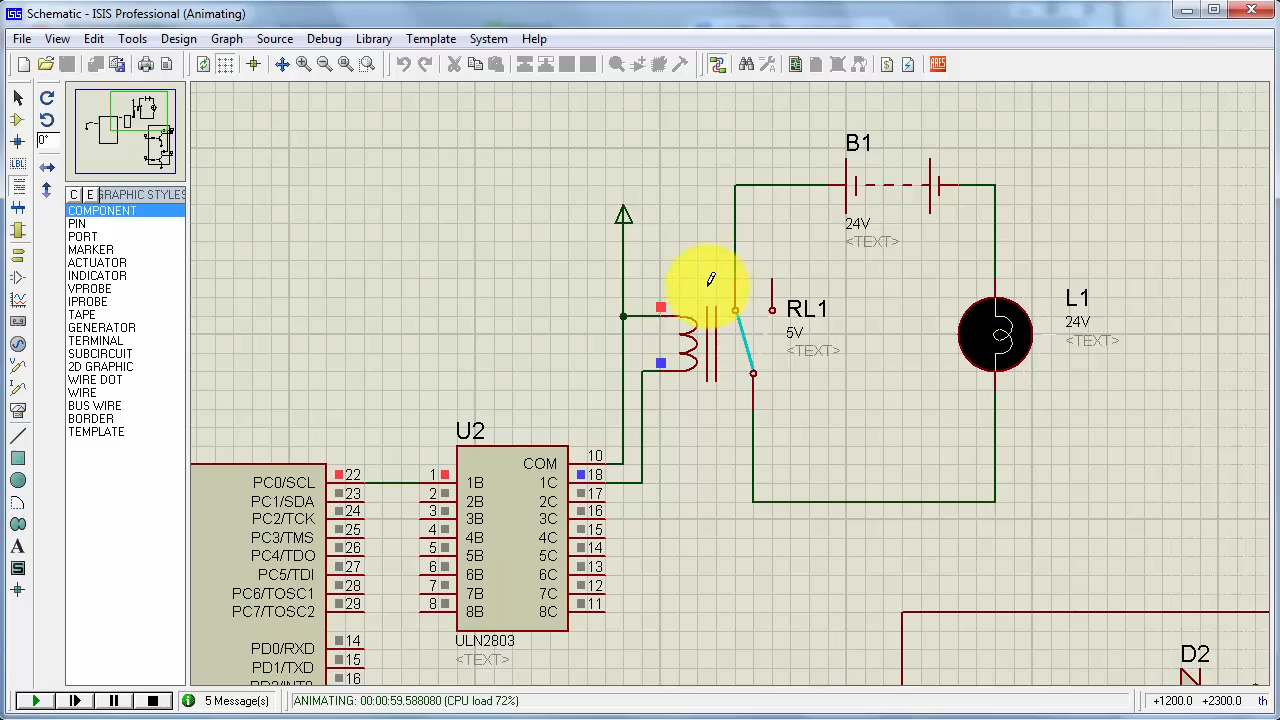 Schematic - ISIS Professional (Animating)
File View Edit Tools Design Graph Source Debug Library Template System Help
ARES
0°
LBL
C E GRAPHIC STYLES
COMPONENT
PIN
PORT
MARKER
ACTUATOR
INDICATOR
VPROBE
IPROBE
TAPE
GENERATOR
TERMINAL
SUBCIRCUIT
2D GRAPHIC
WIRE DOT
WIRE
BUS WIRE
BORDER
TEMPLATE
A
B1
24V
<TEXT>
RL1
5V
<TEXT>
L1
24V
<TEXT>
U2
COM 10
PC0/SCL 22 1 1B 1C 18
PC1/SDA 23 2 2B 2C 17
PC2/TCK 24 3 3B 3C 16
PC3/TMS 25 4 4B 4C 15
PC4/TDO 26 5 5B 5C 14
PC5/TDI 27 6 6B 6C 13
PC6/TOSC1 28 7 7B 7C 12
PC7/TOSC2 29 8 8B 8C 11
ULN2803
<TEXT>
PD0/RXD 14
PD1/TXD 15
16
D2
5 Message(s) ANIMATING: 00:00:59.588080 (CPU load 72%) +1200.0 +2300.0 th